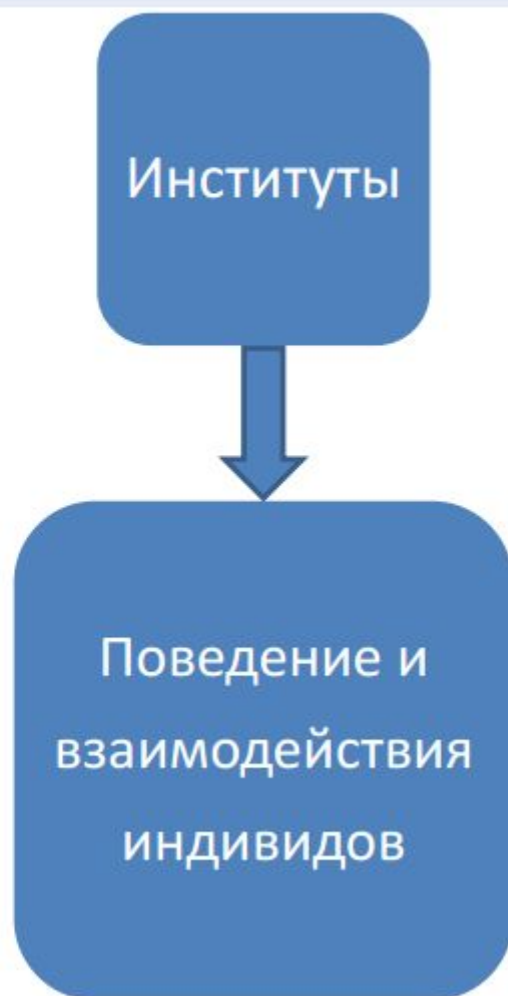 Институты
Поведение и
взаимодействия
индивидов